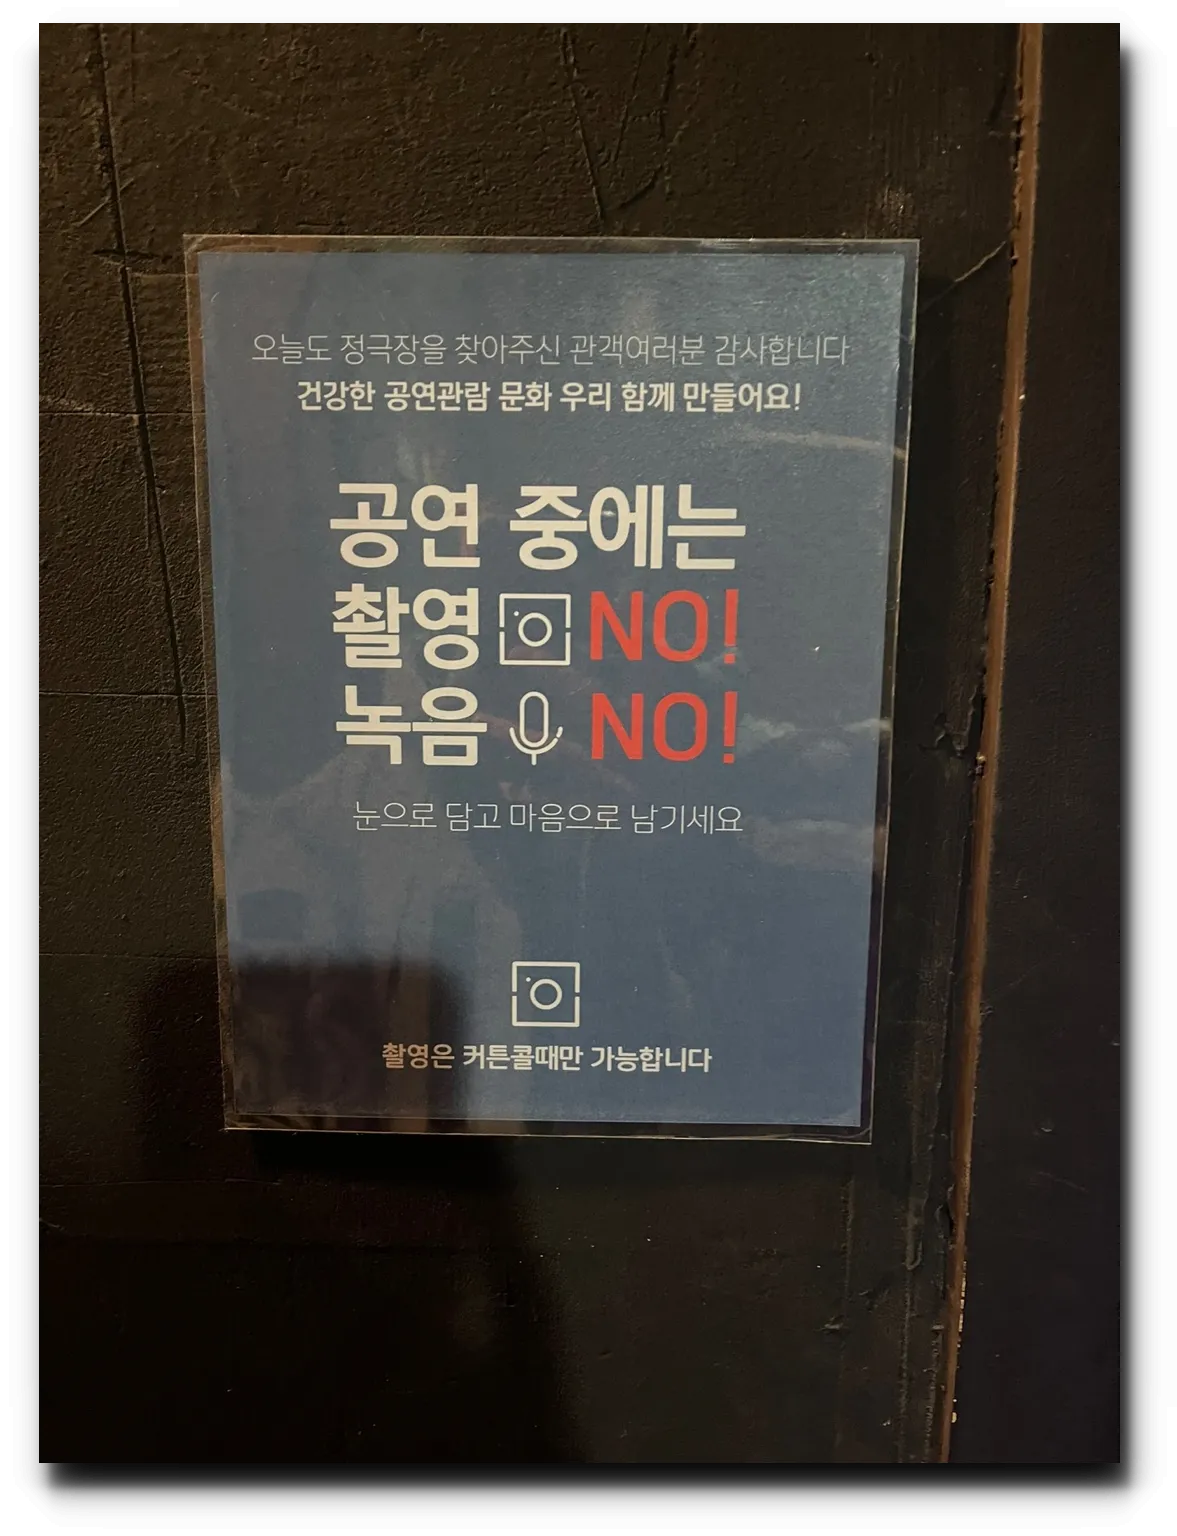 오늘도 정극장을 찾아주신 관객여러분 감사합니다
건강한 공연관람 문화 우리 함께 만들어요!
공연 중에는
촬영 NO!
녹음 NO!
눈으로 담고 마음으로 남기세요
촬영은 커튼콜때만 가능합니다